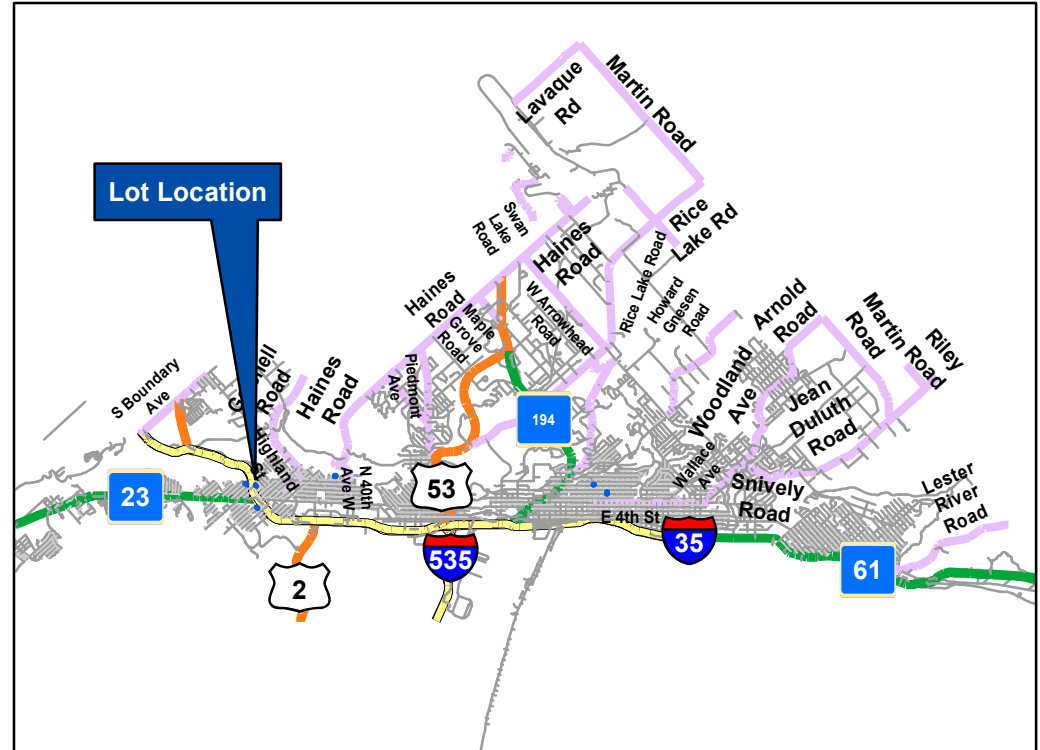 Lavaque
Rd
Martin Road
Lot Location
Swan
Lake
Road
Rice
Lake Rd
Haines
Road
Rice Lake Road
Howard
Gnesen
Road
Haines
Road
Maple
Grove
Road
W Arrowhead
Road
Arnold
Road
Martin
Road
Riley
Martin Road
S Boundary
Ave
Road
Haines
Road
Piedmont
Ave
Woodland
Ave
Jean
Duluth
Road
194
Highland
St
N 40th
Ave W
53
Wallace
Ave
Snively
Road
Lester
River
Road
23
E 4th St
35
535
61
2